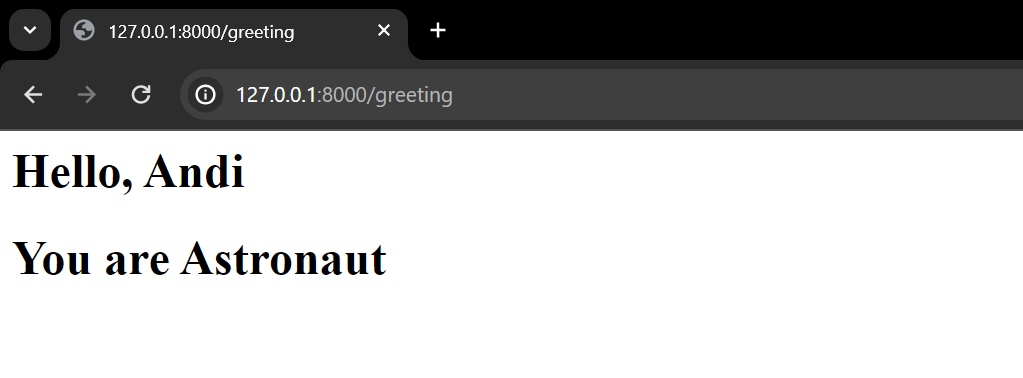 127.0.0.1:8000/greeting
127.0.0.1:8000/greeting
Hello, Andi
You are Astronaut